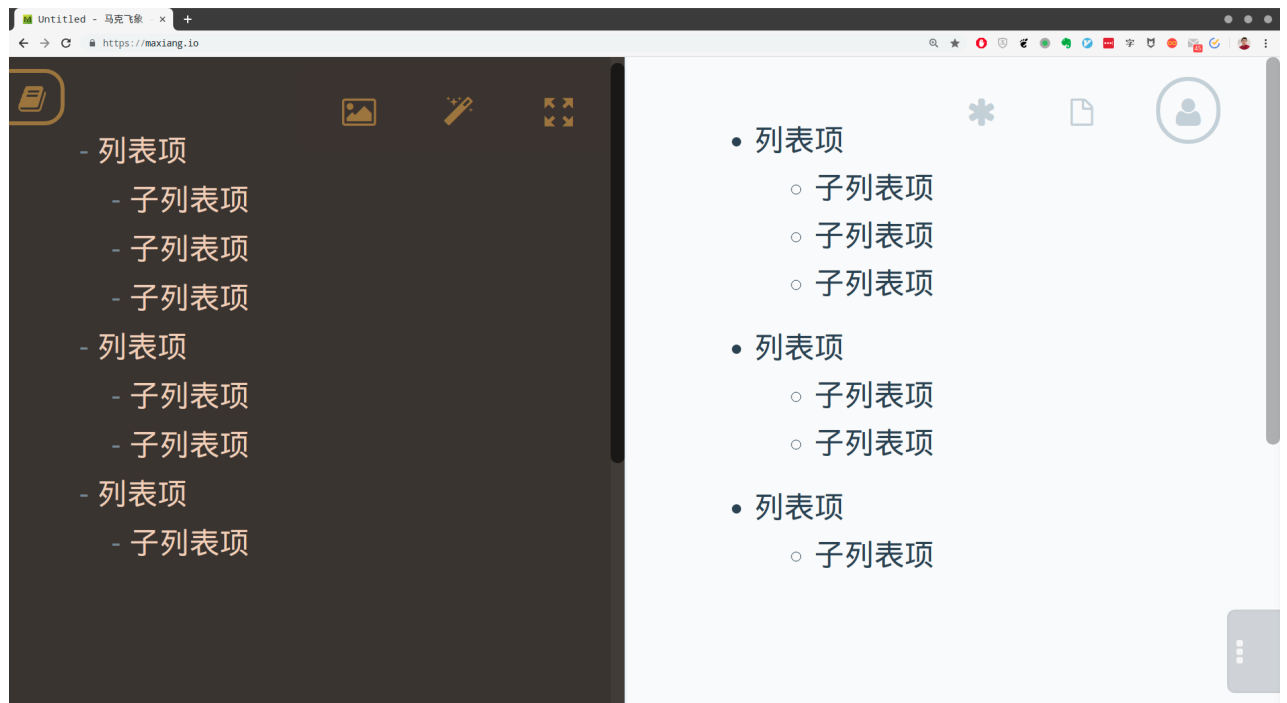 Untitled - 马克飞象
https://maxiang.io
- 列表项
- 子列表项
- 子列表项
- 子列表项
- 列表项
- 子列表项
- 子列表项
- 列表项
- 子列表项
• 列表项
○ 子列表项
○ 子列表项
○ 子列表项
• 列表项
○ 子列表项
○ 子列表项
• 列表项
○ 子列表项